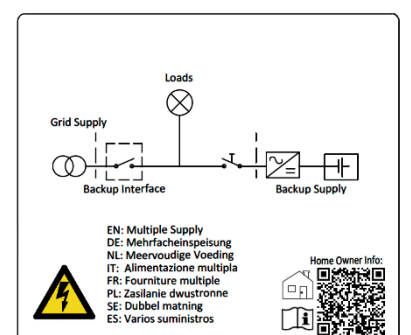 Loads
Grid Supply
Backup Interface
Backup Supply
EN: Multiple Supply
DE: Mehrfacheinspeisung
NL: Meervoudige Voeding
IT: Alimentazione multipla
FR: Fourniture multiple
PL: Zasilanie dwustronne
SE: Dubbel matning
ES: Varios suministros
Home Owner Info: